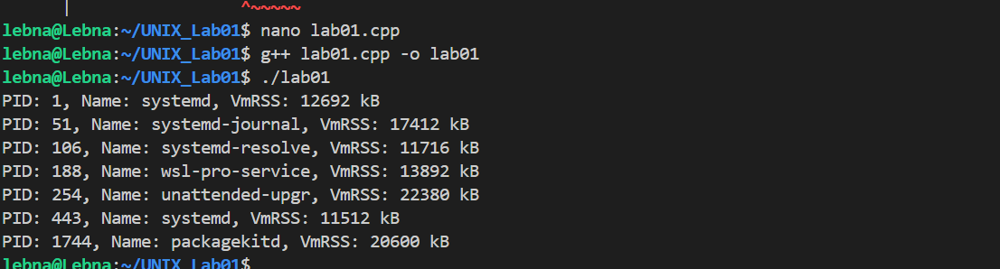 | ^~~~~~
lebna@Lebna:~/UNIX_Lab01$ nano lab01.cpp
lebna@Lebna:~/UNIX_Lab01$ g++ lab01.cpp -o lab01
lebna@Lebna:~/UNIX_Lab01$ ./lab01
PID: 1, Name: systemd, VmRSS: 12692 kB
PID: 51, Name: systemd-journal, VmRSS: 17412 kB
PID: 106, Name: systemd-resolve, VmRSS: 11716 kB
PID: 188, Name: wsl-pro-service, VmRSS: 13892 kB
PID: 254, Name: unattended-upgr, VmRSS: 22380 kB
PID: 443, Name: systemd, VmRSS: 11512 kB
PID: 1744, Name: packagekitd, VmRSS: 20600 kB
lebna@Lebna:~/UNIX_Lab01$